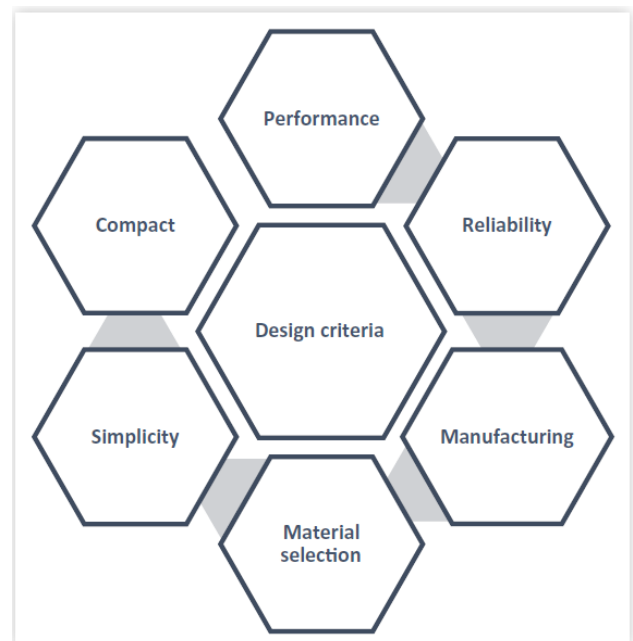 Performance
Compact
Reliability
Design criteria
Simplicity
Manufacturing
Material
selection